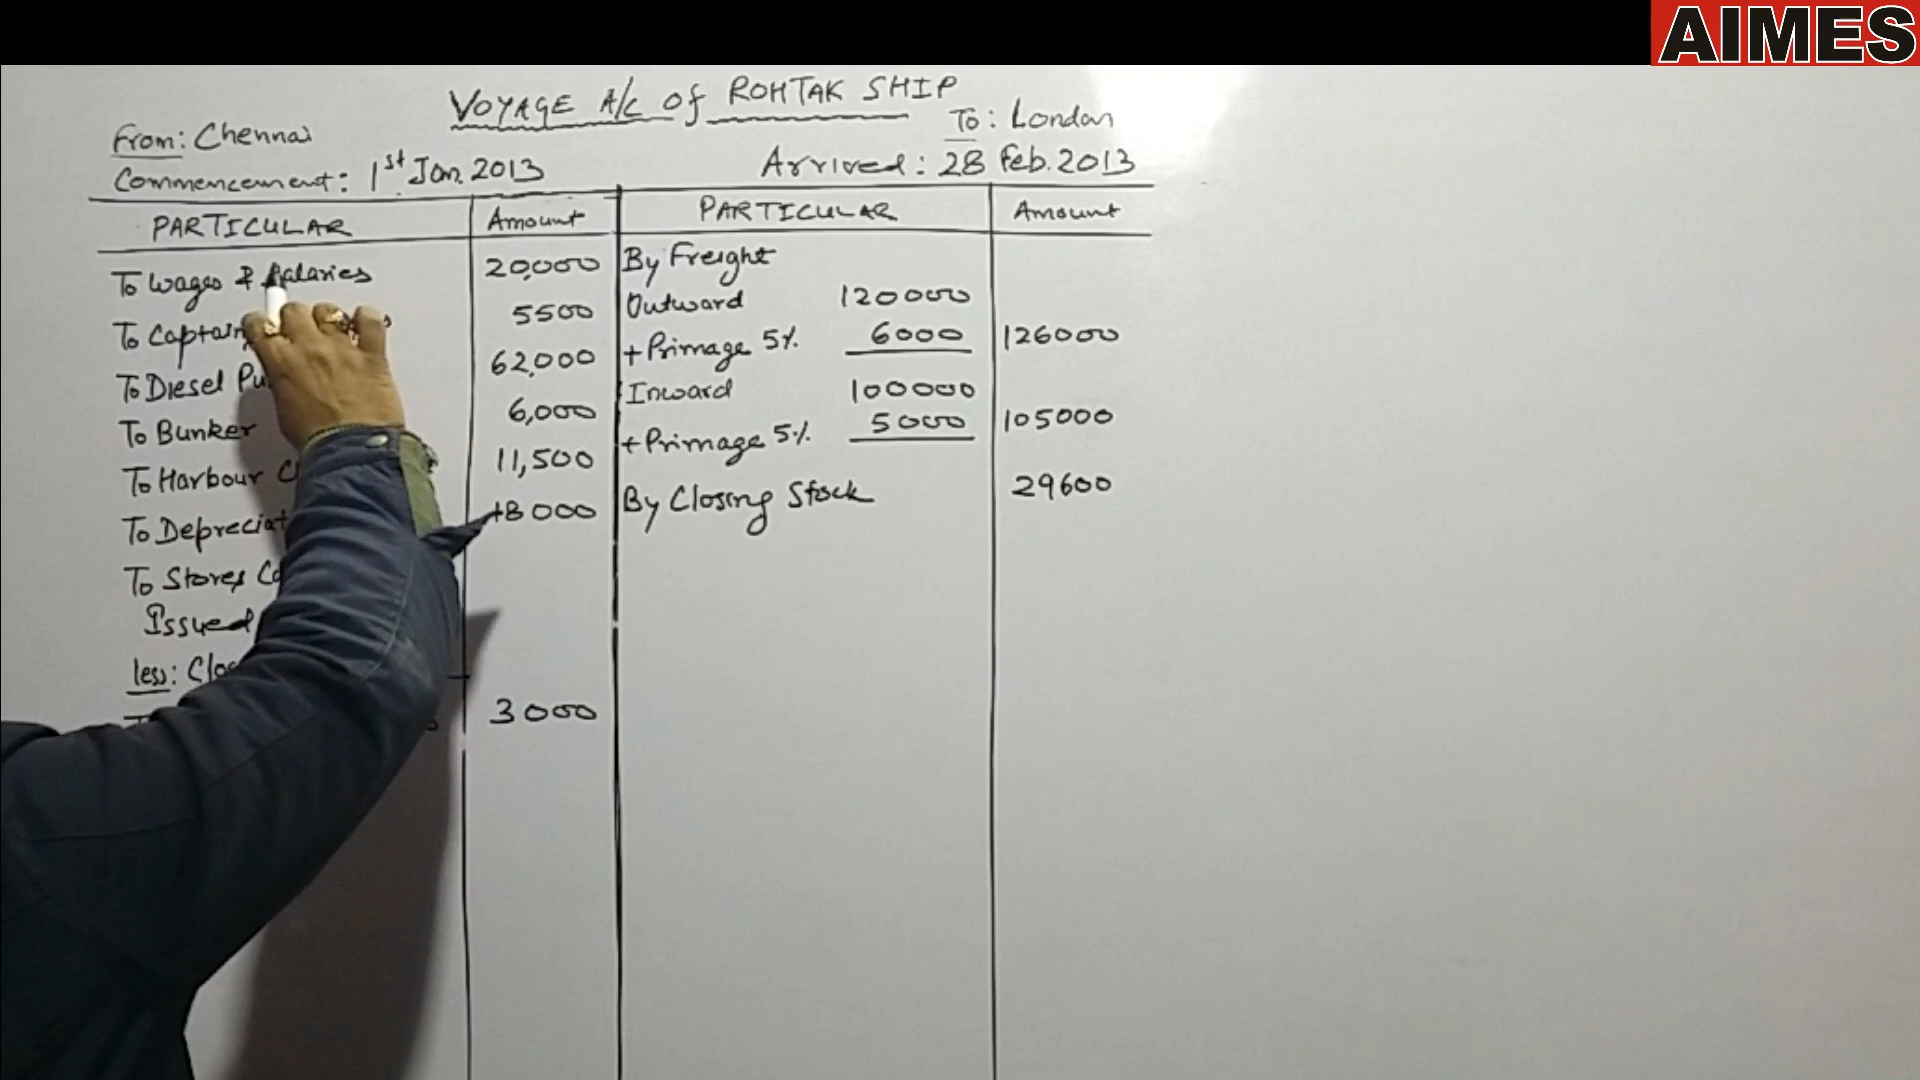 AIMES
VOYAGE A/c of ROHTAK SHIP
From: Chennai
To: London
Commencement: 1st Jan. 2013
Arrived: 28 Feb. 2013
PARTICULAR Amount PARTICULAR Amount
To Wages & Salaries 20,000 By Freight
To Captain 5500 Outward 120000
To Diesel 62,000 + Primage 5% 6000 126000
To Bunker 6,000 Inward 100000
To Harbour 11,500 + Primage 5% 5000 105000
To 18000 By Closing Stock 29600
To Stores
Issued
less:
3000